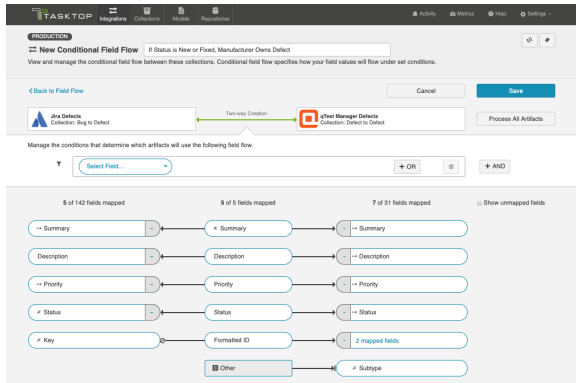 TASKTOP
Integrations
Collections
Models
Repositories
Activity
Metrics
Help
Settings
PRODUCTION
New Conditional Field Flow
If Status is New or Fixed, Manufacturer Owns Defect
View and manage the conditional field flow between these collections. Conditional field flow specifies how your field values will flow under set conditions.
Back to Field Flow
Cancel
Save
Jira Defects
Collection: Bug to Defect
Two-way Creation
qTest Manager Defects
Collection: Defect to Defect
Process All Artifacts
Manage the conditions that determine which artifacts will use the following field flow.
Select Field...
+ OR
+ AND
5 of 142 fields mapped
5 of 5 fields mapped
7 of 31 fields mapped
Show unmapped fields
Summary
Summary
Summary
Description
Description
Description
Priority
Priority
Priority
Status
Status
Status
Key
Formatted ID
2 mapped fields
Other
Subtype